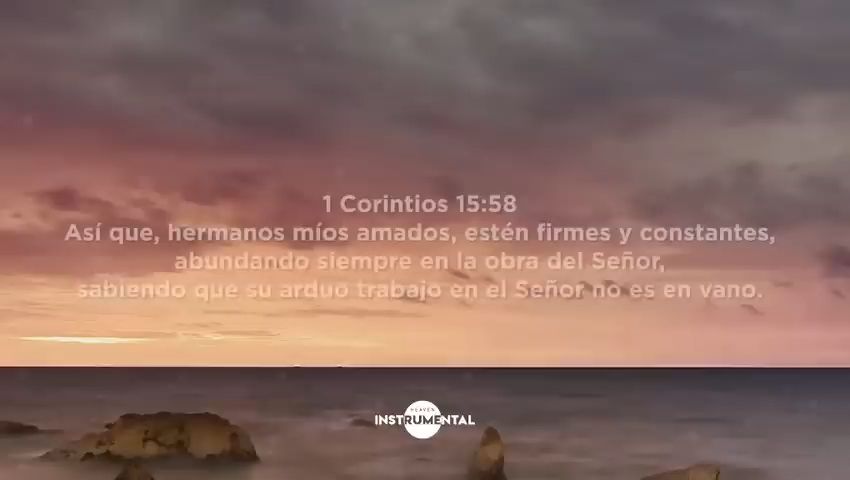 1 Corintios 15:58
Así que, hermanos míos amados, estén firmes y constantes,
abundando siempre en la obra del Señor,
sabiendo que su arduo trabajo en el Señor no es en vano.
HEAVEN
INSTRUMENTAL